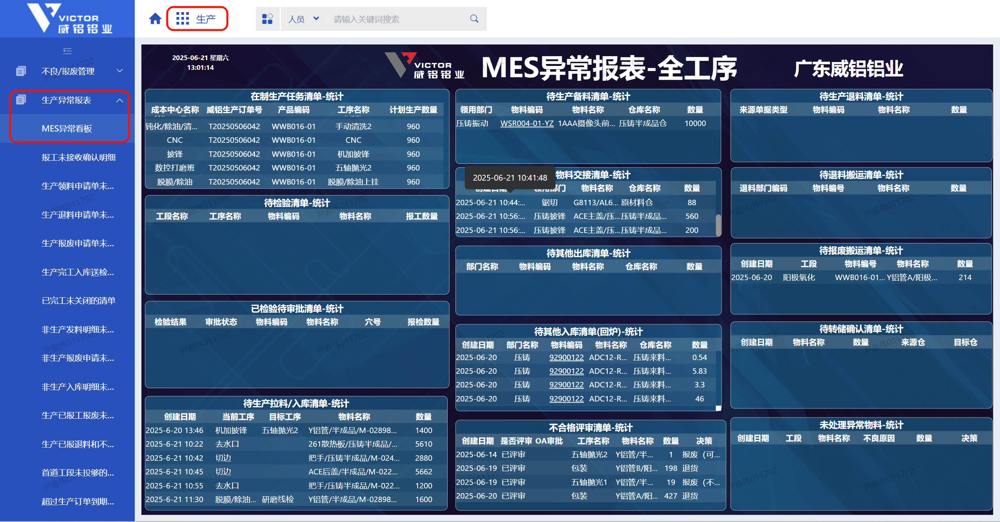 VICTOR
威铝铝业
生产
人员
请输入关键词搜索
不良/报废管理
生产异常报表
MES异常看板
报工未接收确认明细
生产领料申请单未...
生产退料申请单未...
生产报废申请单未...
生产完工入库送检...
已完工未关闭的清单
非生产发料明细未...
非生产报废申请未...
非生产入库明细未...
生产已报工报废未...
生产已报退料和不...
首道工段未投够的...
超过生产订单到期...
2025-06-21 星期六
13:01:14
VICTOR
威铝铝业
MES异常报表-全工序
广东威铝铝业
在制生产任务清单-统计
成本中心名称 威铝生产订单号 产品编码 工序名称 计划生产数量
钝化/除油/清... T20250506042 WWB016-01 手动清洗2 960
CNC T20250506042 WWB016-01 CNC 960
披锋 T20250506042 WWB016-01 机加披锋 960
数控打磨班 T20250506042 WWB016-01 五轴抛光2 960
脱膜/除油 T20250506042 WWB016-01 脱膜/除油上挂 960
待检验清单-统计
工段名称 工序名称 物料编码 物料名称 报工数量
已检验待审批清单-统计
检验结果 审批状态 物料编码 物料名称 穴号 报检数量
待生产拉料/入库清单-统计
创建日期 当前工序 目标工序 物料名称 数量
2025-6-20 13:46 机加披锋 五轴抛光2 Y铝管/半成品/M-02898... 1400
2025-6-21 10:22 去水口 261散热板/压铸半成品/... 5610
2025-6-21 10:42 切边 把手/压铸半成品/M-024... 2880
2025-6-21 10:45 切边 ACE后盖/半成品/M-022... 5662
2025-6-21 10:55 去水口 把手/压铸半成品/M-022... 1200
2025-6-21 11:30 脱膜/除油... 研磨线检 Y铝管/半成品/M-02898... 1600
待生产备料清单-统计
领用部门 物料编码 物料名称 仓库名称 数量
压铸振动 WSR004-01-YZ 1AAA摄像头前... 压铸半成品仓 10000
2025-06-21 10:41:48
物料交接清单-统计
创建日期 领用部门 物料名称 仓库名称 数量
2025-06-21 10:44:... 锯切 G8113/AL6... 原材料仓 88
2025-06-21 10:56:... 压铸披锋 ACE主盖/压... 压铸半成品... 560
2025-06-21 10:56:... 压铸披锋 ACE主盖/压... 压铸半成品... 200
待其他出库清单-统计
部门名称 物料编码 物料名称 仓库名称 数量
待其他入库清单(回炉)-统计
创建日期 部门名称 物料编码 物料名称 仓库名称 数量
2025-06-20 压铸 92900122 ADC12-R... 压铸来料... 0.54
2025-06-20 压铸 92900122 ADC12-R... 压铸来料... 5.83
2025-06-20 压铸 92900122 ADC12-R... 压铸来料... 3.3
2025-06-20 压铸 92900122 ADC12-R... 压铸来料... 46
不合格评审清单-统计
创建日期 是否评审 OA审批 工序名称 物料名称 数量 决策
2025-06-14 已评审 五轴抛光2 Y铝管/半... 1 报废（可...
2025-06-19 已评审 包装 Y铝管B/阳... 198 退货
2025-06-19 已评审 五轴抛光1 Y铝管/半... 19 报废（不...
2025-06-20 已评审 包装 Y铝管A/阳... 427 退货
待生产退料清单-统计
来源单据类型 物料编码 物料名称 数量
待退料搬运清单-统计
退料部门编码 物料编号 物料名称 数量
待报废搬运清单-统计
创建日期 工段 物料编号 物料名称 数量
2025-06-20 阳极氧化 WWB016-01... Y铝管A/阳极... 214
待转储确认清单-统计
创建日期 物料名称 数量 来源仓 目标仓
未处理异常物料-统计
创建日期 工段 物料名称 不良原因 数量 决策
尹嘉伟011702